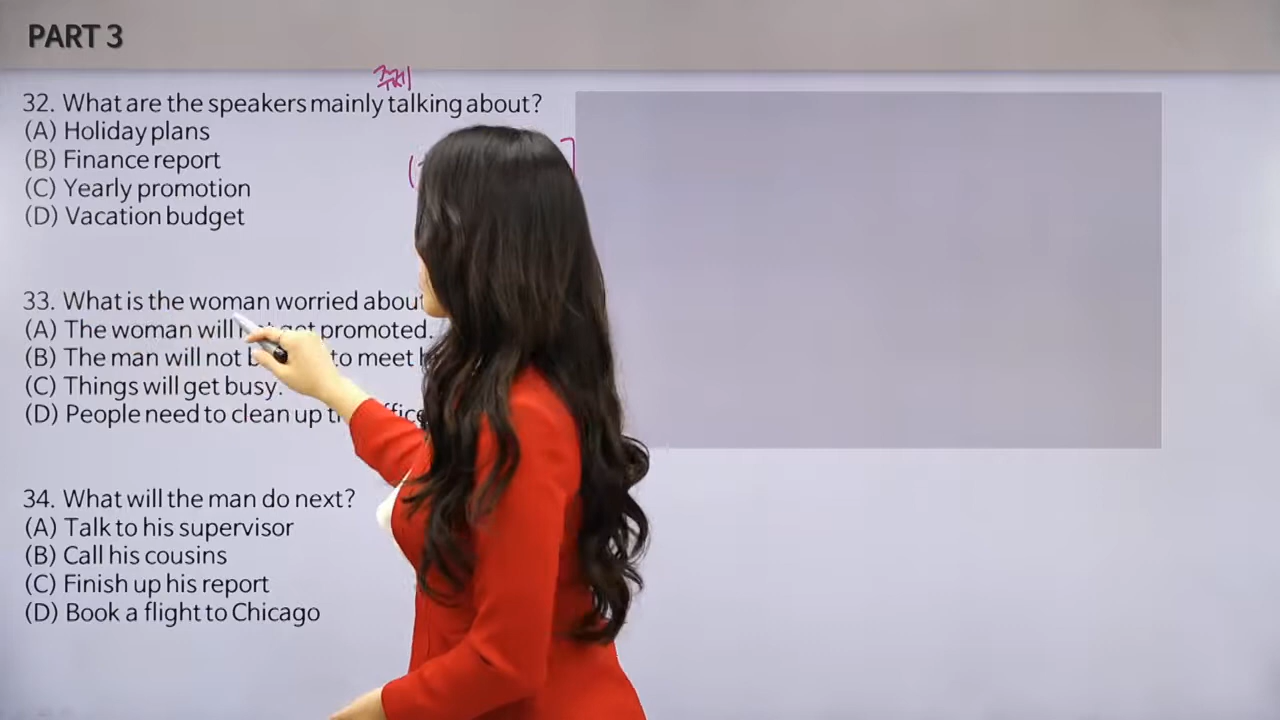 PART 3
주제
32. What are the speakers mainly talking about?
(A) Holiday plans
(B) Finance report
(C) Yearly promotion
(D) Vacation budget
33. What is the woman worried about
(A) The woman will not get promoted.
(B) The man will not to meet
(C) Things will get busy.
(D) People need to clean up
34. What will the man do next?
(A) Talk to his supervisor
(B) Call his cousins
(C) Finish up his report
(D) Book a flight to Chicago